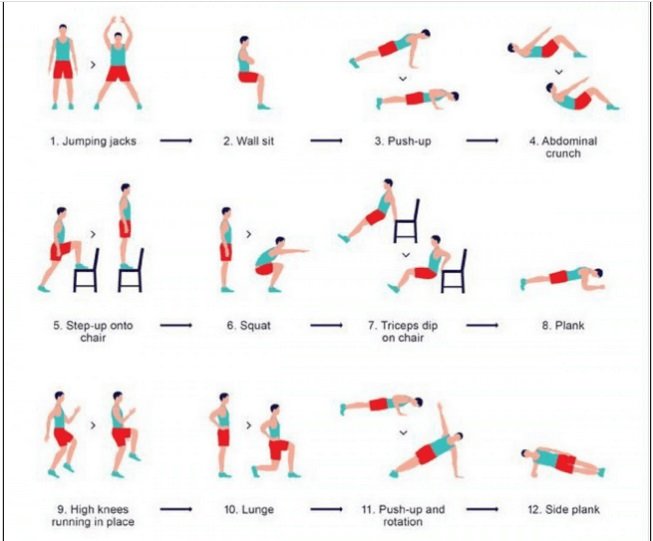 1. Jumping jacks
2. Wall sit
3. Push-up
4. Abdominal
crunch
5. Step-up onto
chair
6. Squat
7. Triceps dip
on chair
8. Plank
9. High knees
running in place
10. Lunge
11. Push-up and
rotation
12. Side plank